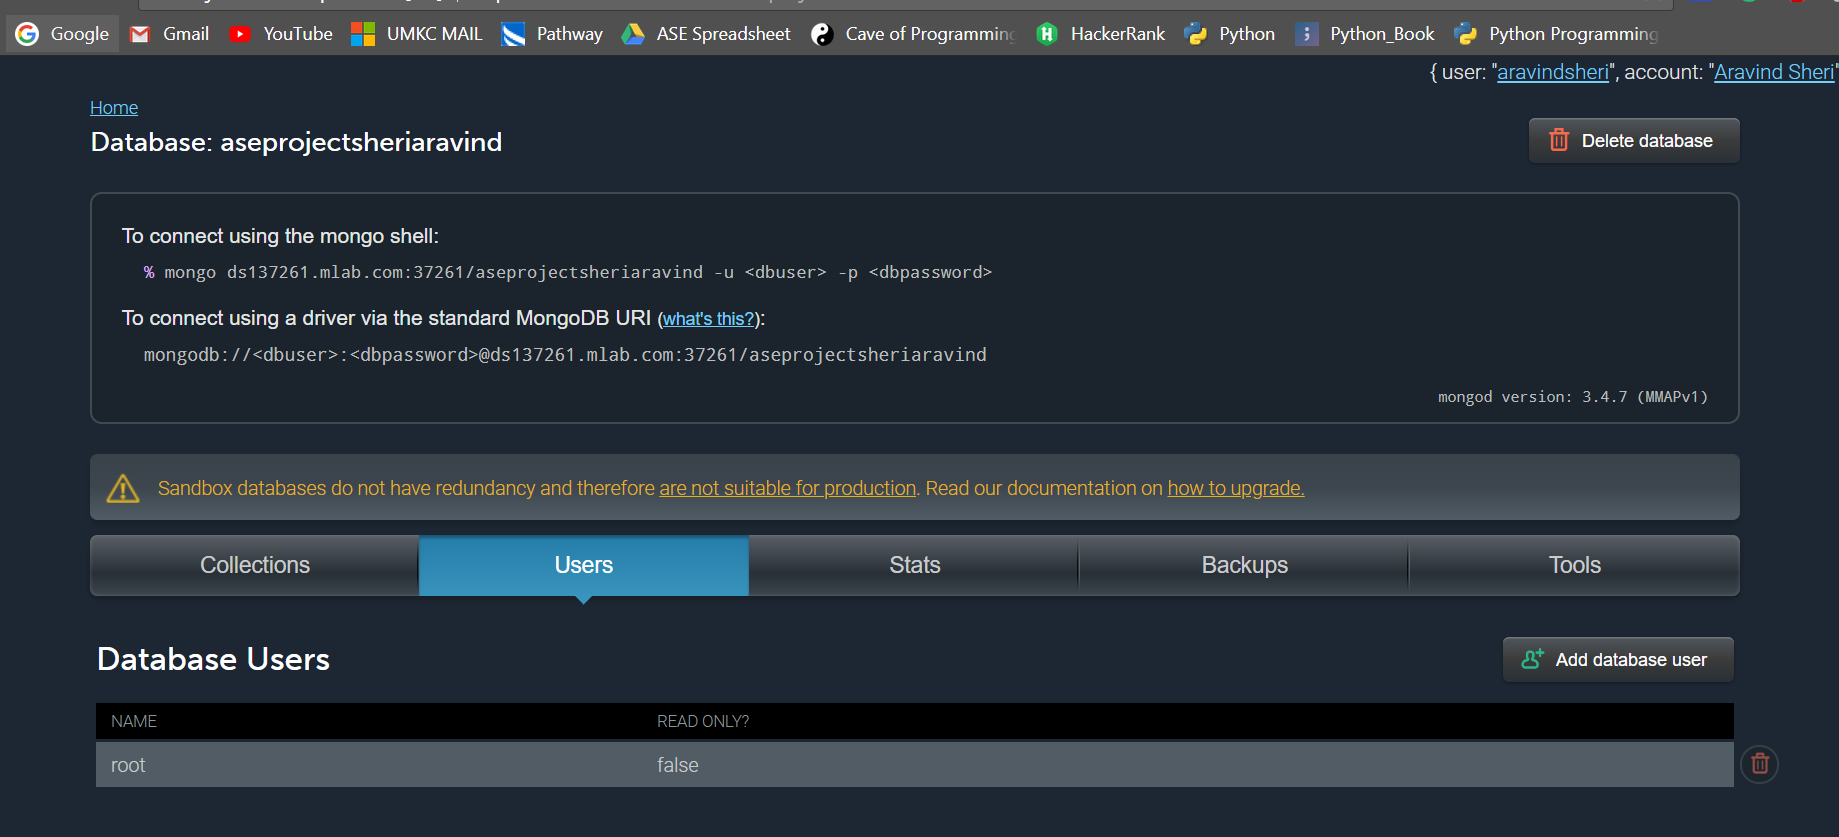 Google Gmail YouTube UMKC MAIL Pathway ASE Spreadsheet Cave of Programming HackerRank Python Python_Book Python Programming
{ user: "aravindsheri", account: "Aravind Sheri"
Home
Database: aseprojectsheriaravind
Delete database
To connect using the mongo shell:
% mongo ds137261.mlab.com:37261/aseprojectsheriaravind -u <dbuser> -p <dbpassword>
To connect using a driver via the standard MongoDB URI (what's this?):
mongodb://<dbuser>:<dbpassword>@ds137261.mlab.com:37261/aseprojectsheriaravind
mongod version: 3.4.7 (MMAPv1)
Sandbox databases do not have redundancy and therefore are not suitable for production. Read our documentation on how to upgrade.
Collections Users Stats Backups Tools
Database Users
Add database user
NAME READ ONLY?
root false